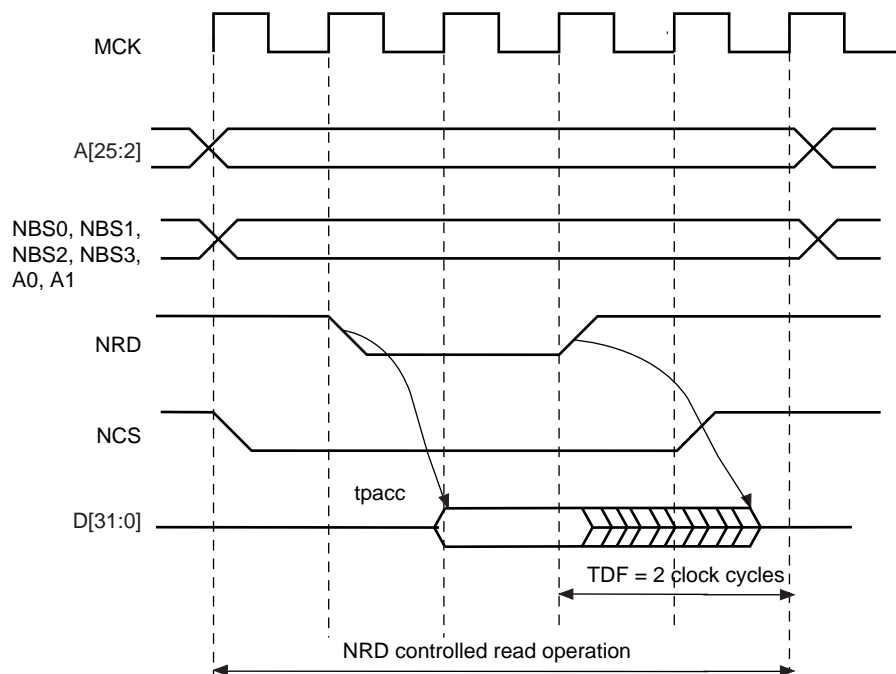 MCK
A[25:2]
NBS0, NBS1,
NBS2, NBS3,
A0, A1
NRD
NCS
tpacc
D[31:0]
TDF = 2 clock cycles
NRD controlled read operation